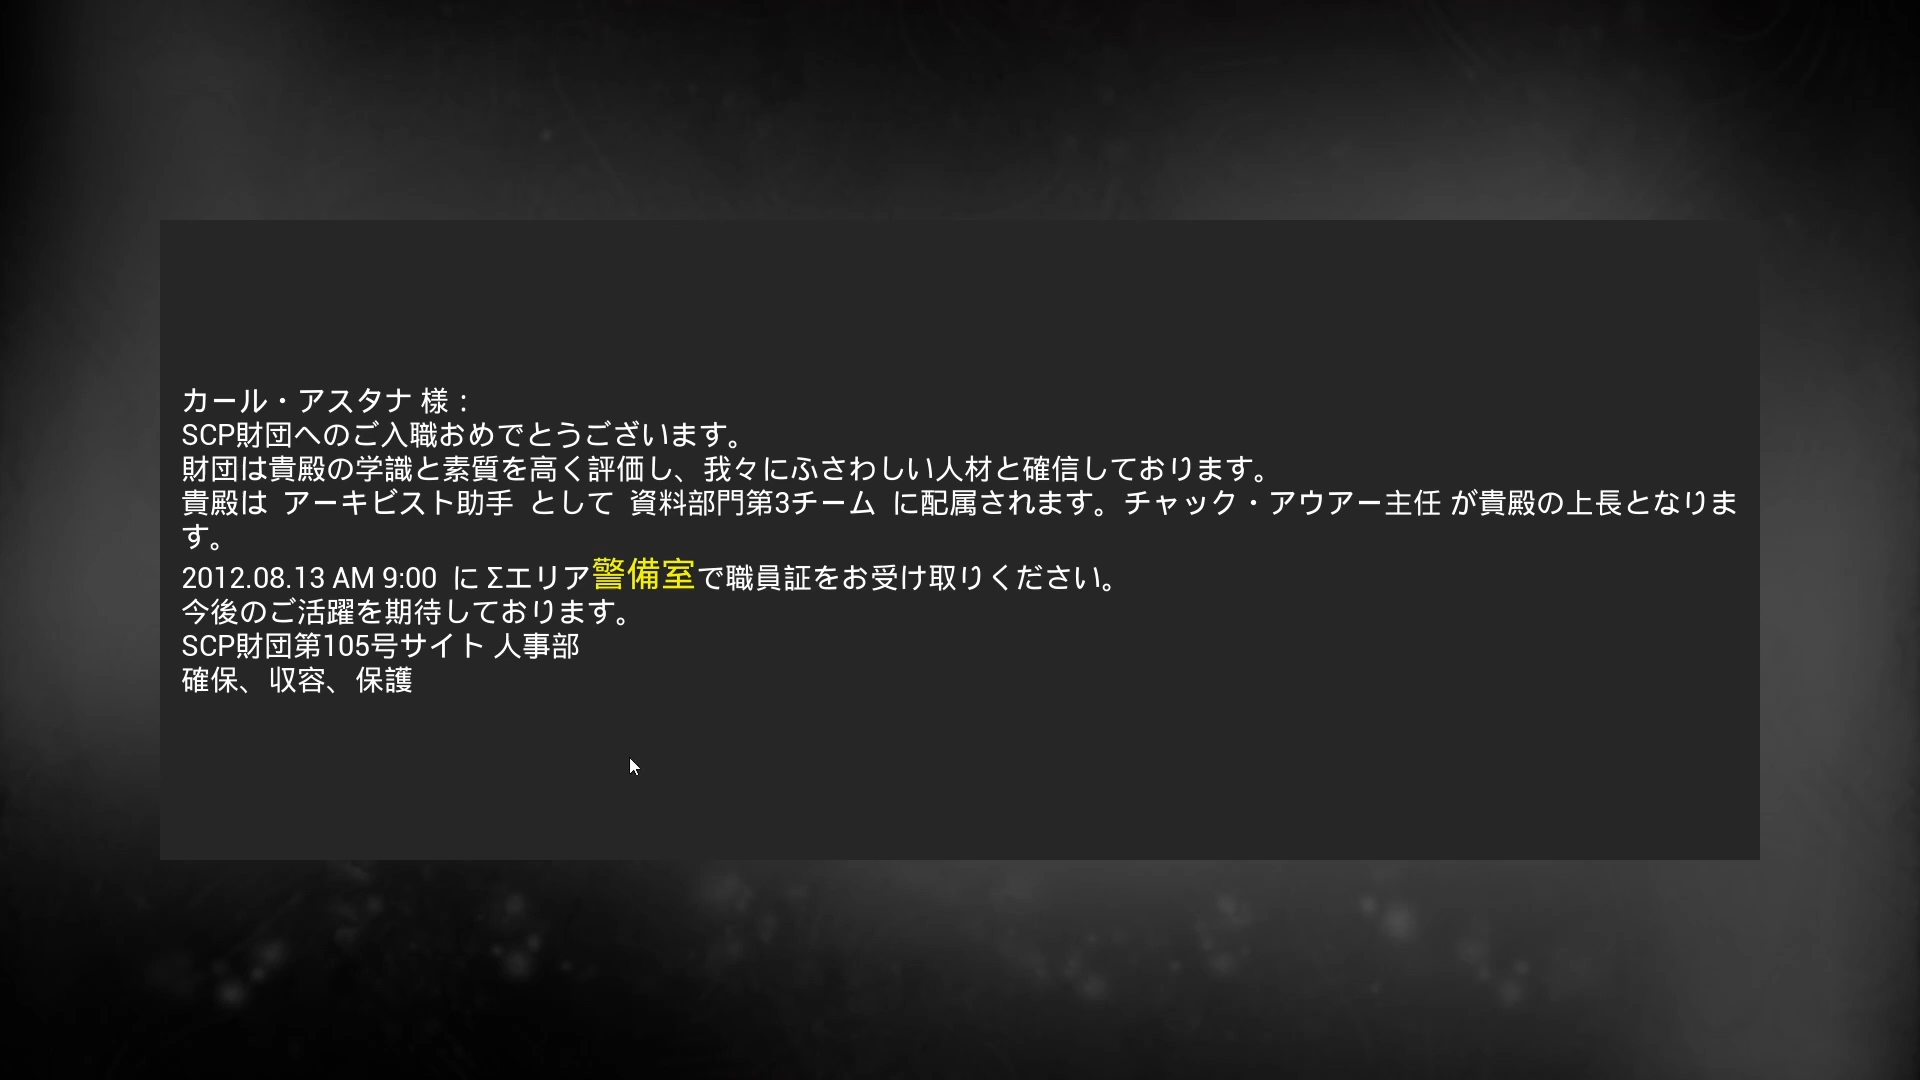 カール・アスタナ 様：
SCP財団へのご入職おめでとうございます。
財団は貴殿の学識と素質を高く評価し、我々にふさわしい人材と確信しております。
貴殿は アーキビスト助手 として 資料部門第3チーム に配属されます。チャック・アウアー主任 が貴殿の上長となりま
す。
2012.08.13 AM 9:00 に Σエリア警備室で職員証をお受け取りください。
今後のご活躍を期待しております。
SCP財団第105号サイト 人事部
確保、収容、保護